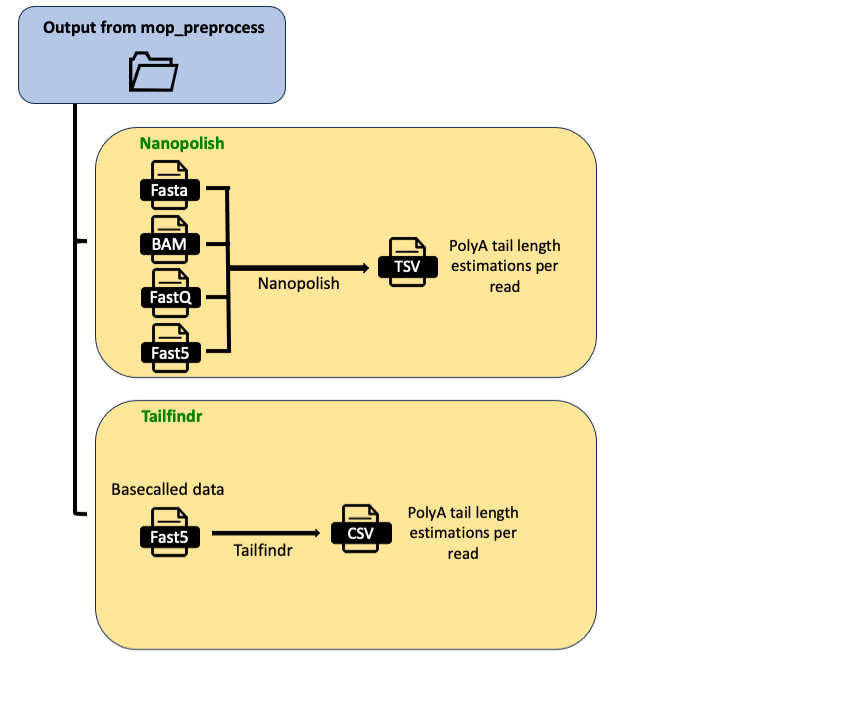 Output from mop_preprocess
Nanopolish
Fasta
BAM
FastQ
Fast5
Nanopolish
TSV
PolyA tail length
estimations per
read
Tailfindr
Basecalled data
Fast5
Tailfindr
CSV
PolyA tail length
estimations per
read